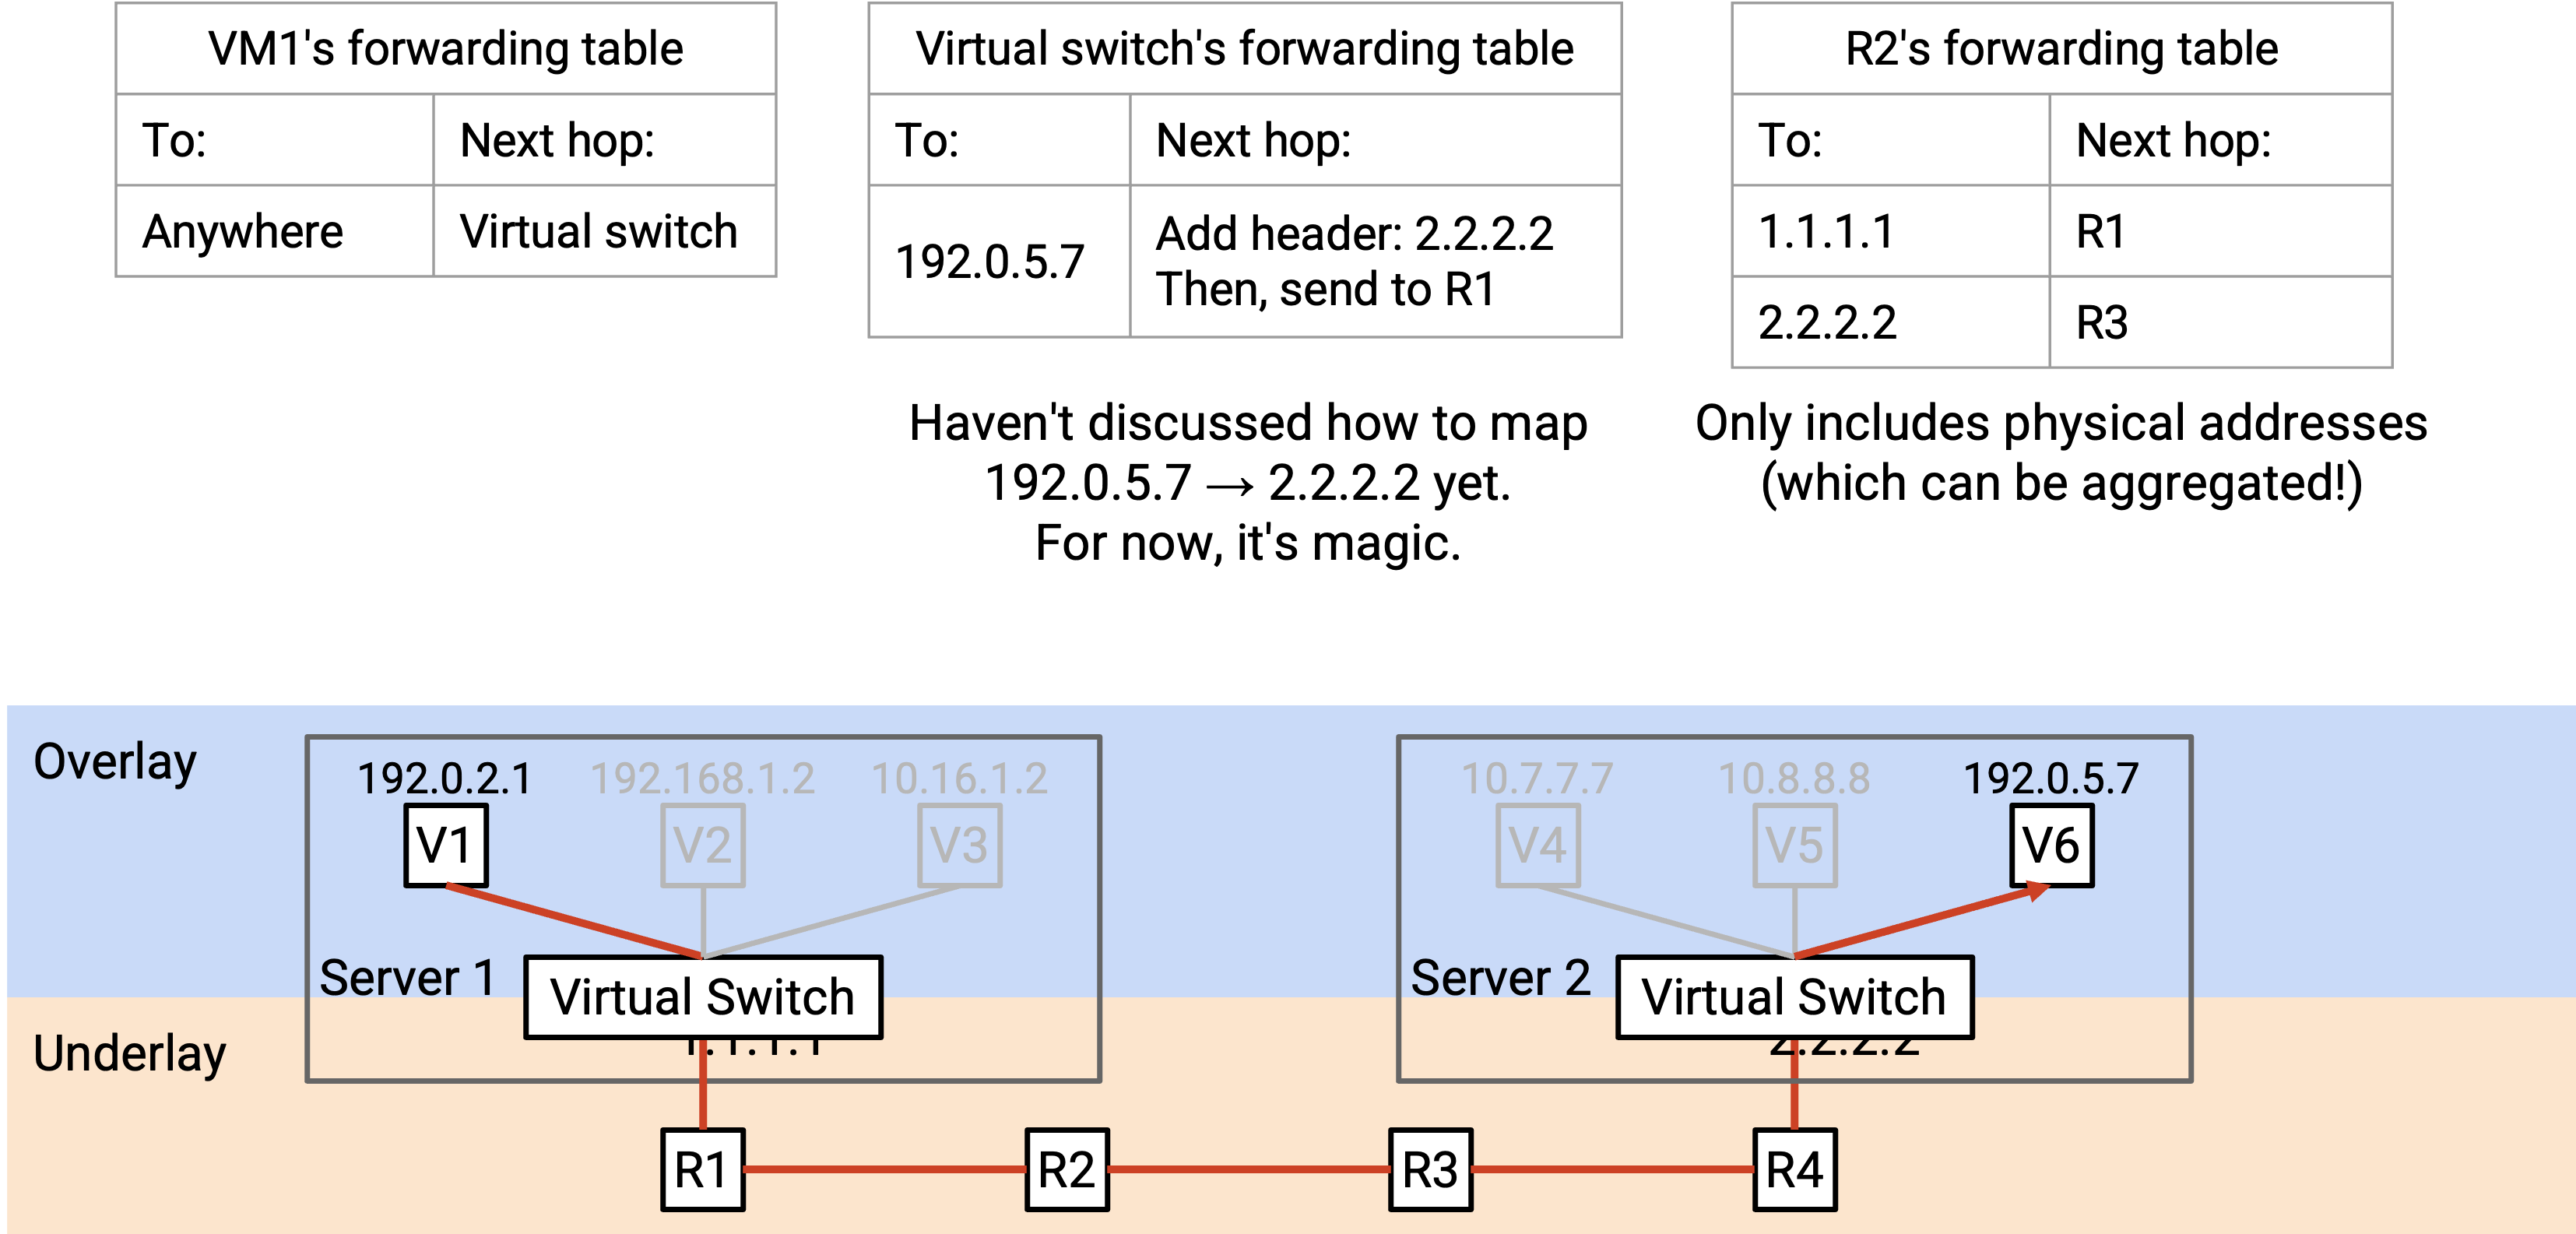 VM1's forwarding table
To:
Next hop:
Anywhere
Virtual switch
Virtual switch's forwarding table
To:
Next hop:
192.0.5.7
Add header: 2.2.2.2
Then, send to R1
Haven't discussed how to map
192.0.5.7 → 2.2.2.2 yet.
For now, it's magic.
R2's forwarding table
To:
Next hop:
1.1.1.1
R1
2.2.2.2
R3
Only includes physical addresses
(which can be aggregated!)
Overlay
192.0.2.1
192.168.1.2
10.16.1.2
V1
V2
V3
Server 1
Virtual Switch
1.1.1.1
10.7.7.7
10.8.8.8
192.0.5.7
V4
V5
V6
Server 2
Virtual Switch
2.2.2.2
Underlay
R1
R2
R3
R4